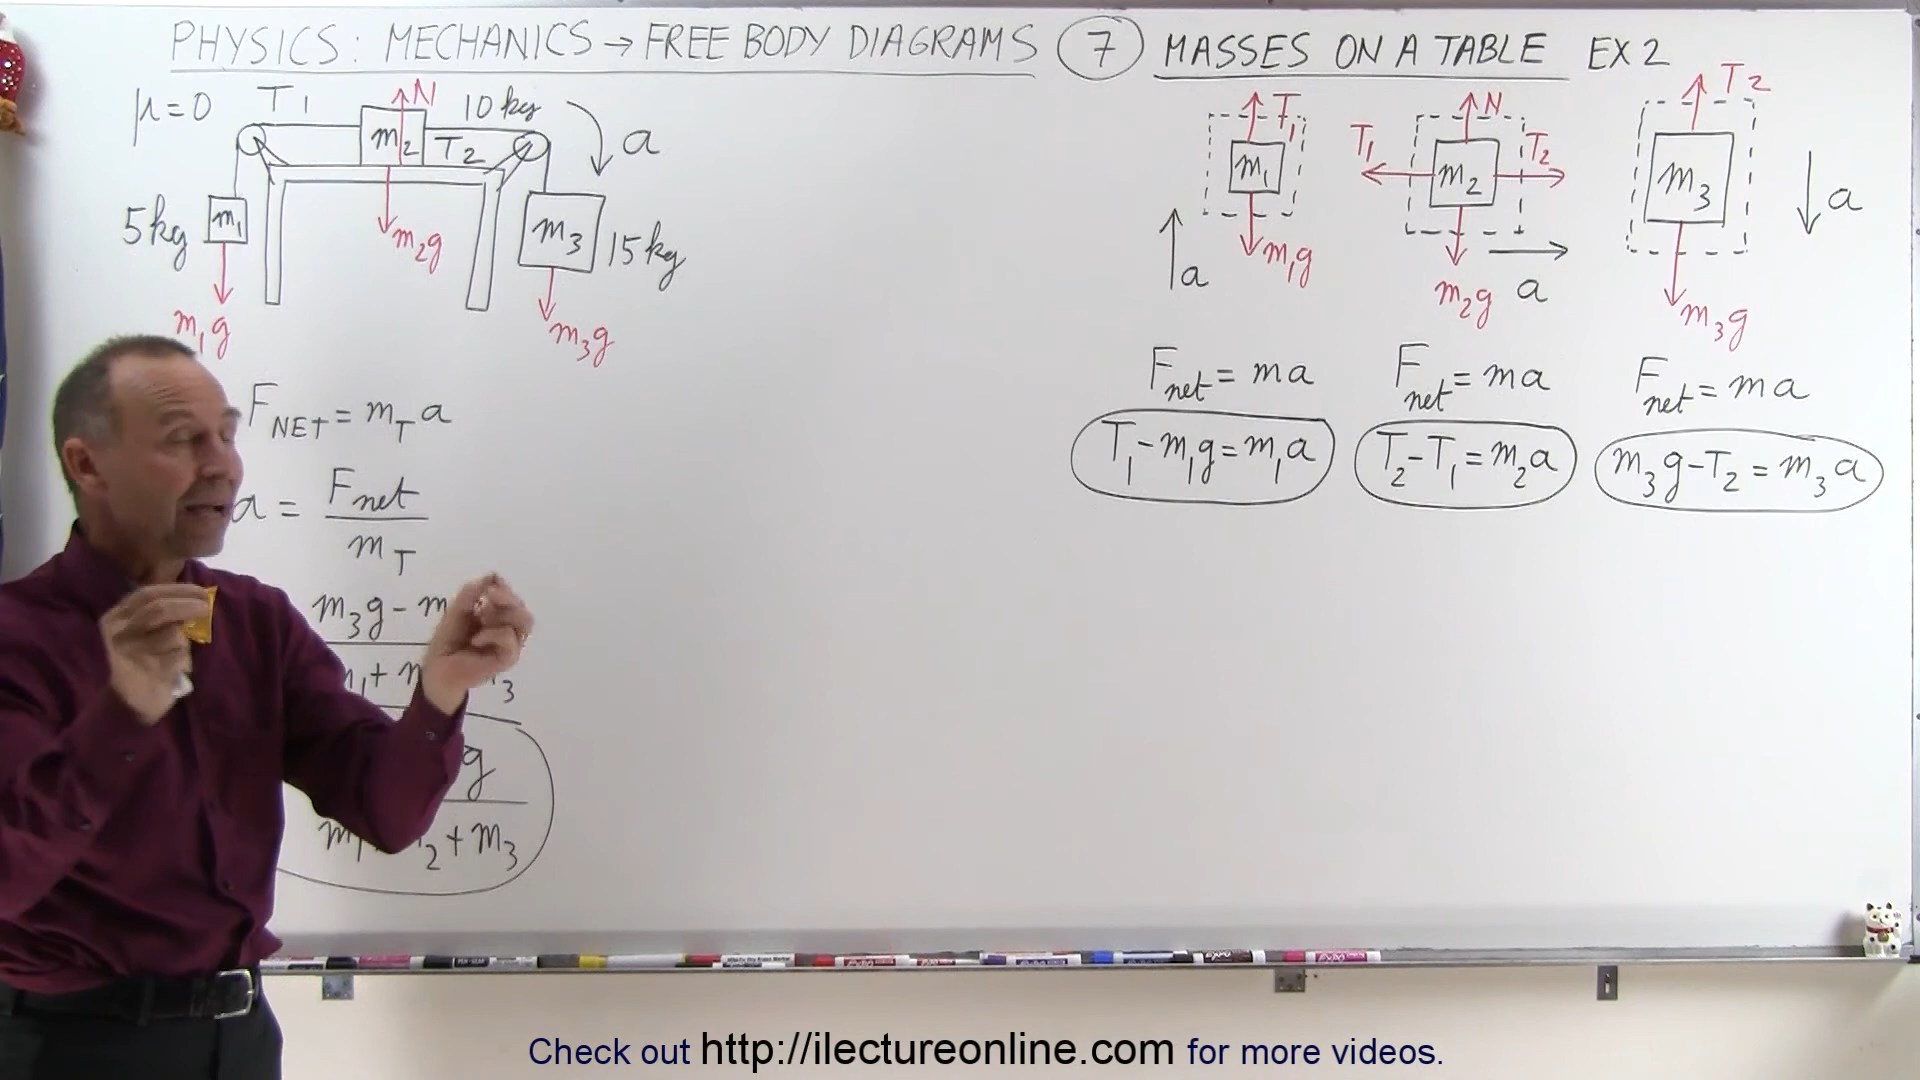 PHYSICS: MECHANICS → FREE BODY DIAGRAMS 7 MASSES ON A TABLE EX 2
μ=0 T1 N 10 kg
m2 T2 a
5kg m1 m2g m3 15kg
m1g m3g
T1 m1 m1g a
N T1 m2 T2 m2g a
T2 m3 m3g a
FNET = mT a
a = Fnet / mT
m3g - m
+ m 3
g
m1 2 + m3
Fnet = ma
T1 - m1g = m1a
Fnet = ma
T2 - T1 = m2a
Fnet = ma
m3g - T2 = m3a
Check out http://ilectureonline.com for more videos.